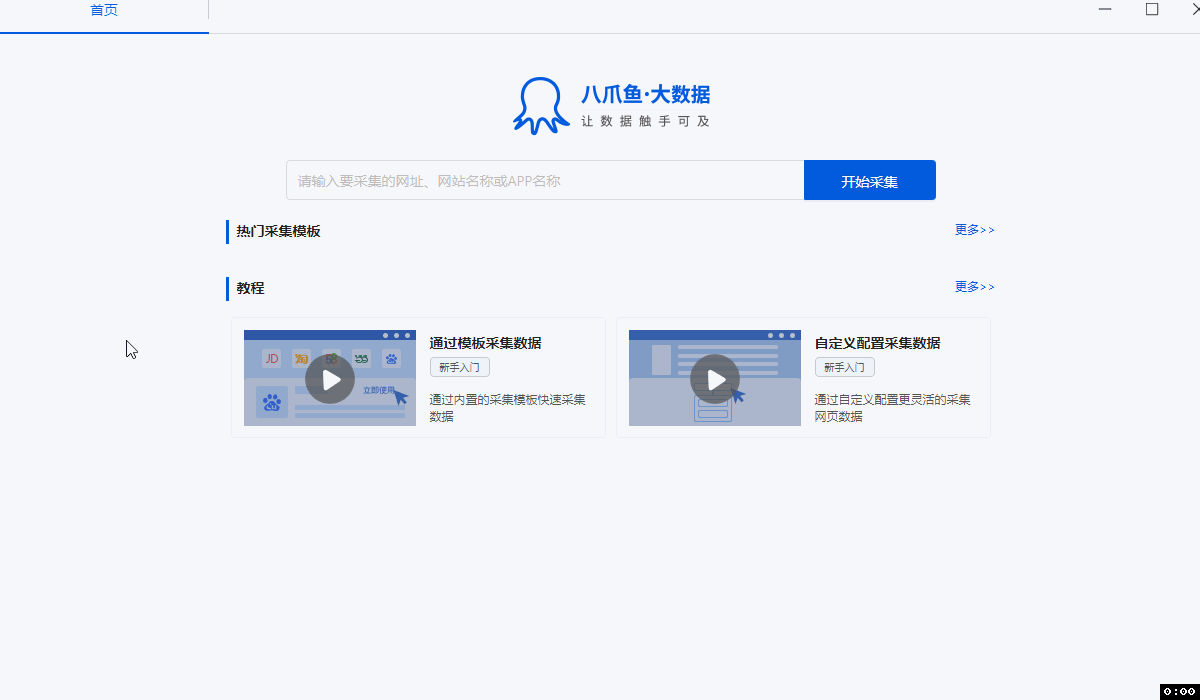 首页
八爪鱼·大数据
让数据触手可及
请输入要采集的网址、网站名称或APP名称
开始采集
热门采集模板
更多>>
教程
更多>>
JD
淘
立即使用
通过模板采集数据
新手入门
通过内置的采集模板快速采集
数据
自定义配置采集数据
新手入门
通过自定义配置更灵活的采集
网页数据
0:00